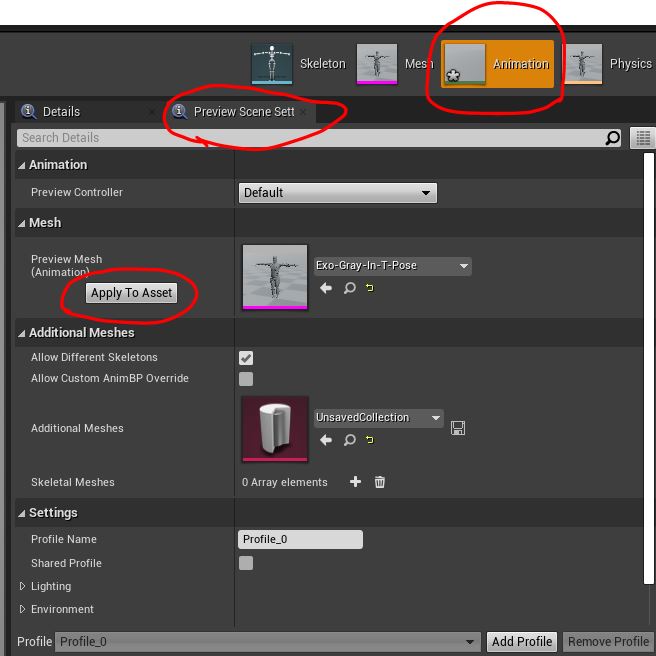 Skeleton Mesh Animation Physics
Details Preview Scene Sett
Search Details
Animation
Preview Controller Default
Mesh
Preview Mesh
(Animation)
Exo-Gray-In-T-Pose
Apply To Asset
Additional Meshes
Allow Different Skeletons
Allow Custom AnimBP Override
Additional Meshes UnsavedCollection
Skeletal Meshes 0 Array elements
Settings
Profile Name Profile_0
Shared Profile
Lighting
Environment
Profile Profile_0 Add Profile Remove Profile